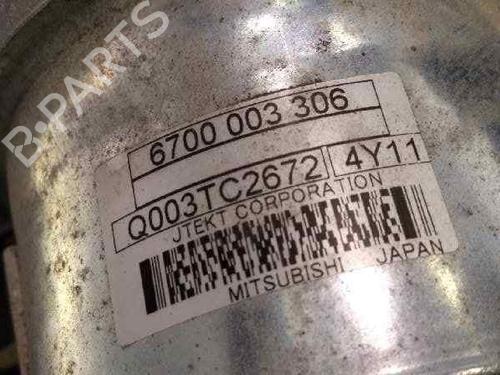 B-PARTS
6700 003 306
Q003TC2672 4Y11
JTEKT CORPORATION
MITSUBISHI JAPAN